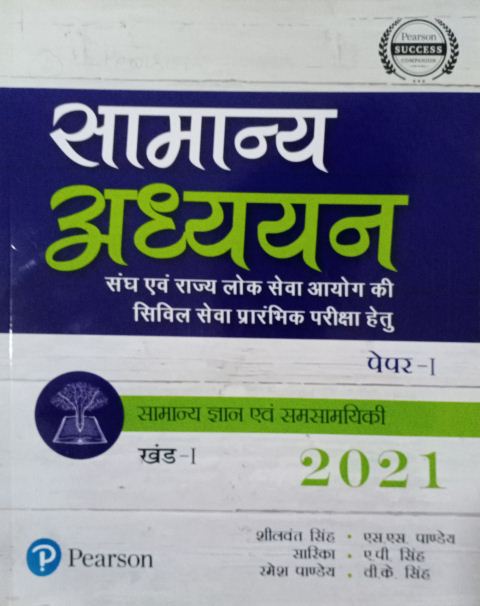 Pearson
SUCCESS
COMPANION
सामान्य
अध्ययन
संघ एवं राज्य लोक सेवा आयोग की
सिविल सेवा प्रारंभिक परीक्षा हेतु
पेपर-I
सामान्य ज्ञान एवं समसामयिकी
खंड-I
2021
शीलवंत सिंह • एस.एस. पाण्डेय
सारिका • ए.पी. सिंह
रमेश पाण्डेय • वी.के. सिंह
P Pearson